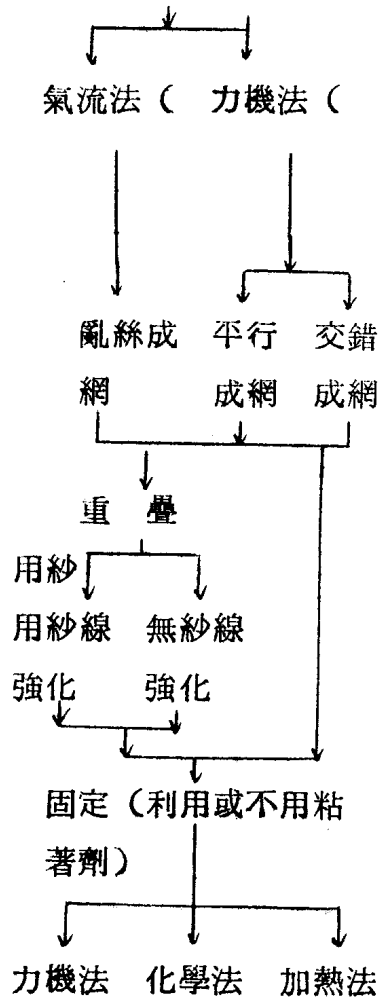 氣流法（ 力機法（
亂絲成 平行 交錯
網 成網 成網
重 疊
用紗
用紗線 無紗線
強化 強化
固定（利用或不用粘
著劑）
力機法 化學法 加熱法